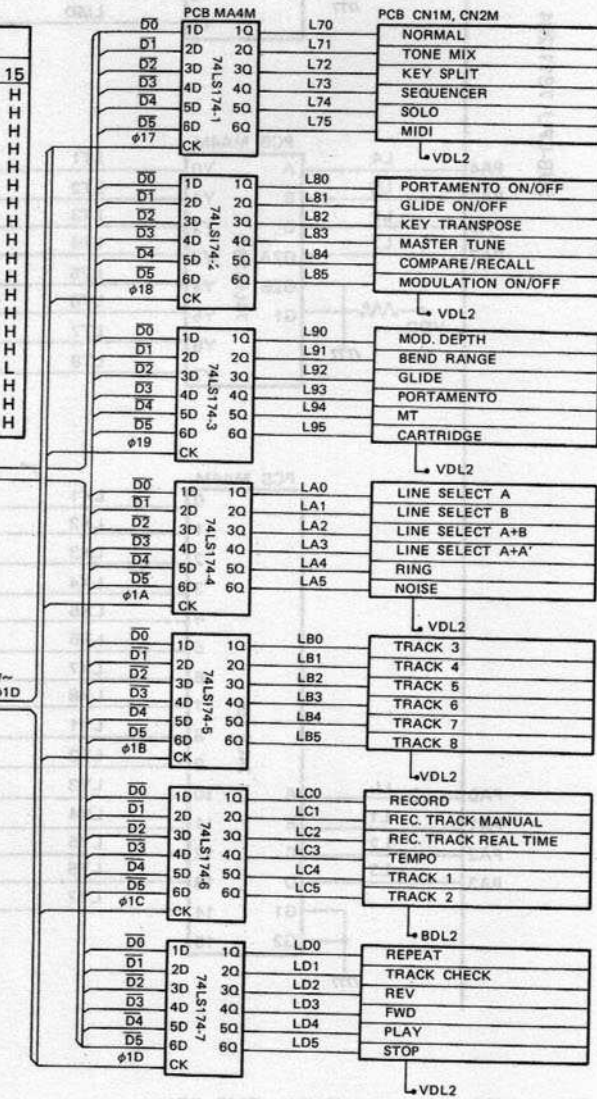 PCB MA4M PCB CN1M, CN2M
15
H
H
H
H
H
H
H
H
H
H
H
H
L
H
H
H
~
ø1D
D0 1D 1Q L70 NORMAL
D1 2D 2Q L71 TONE MIX
D2 3D 3Q L72 KEY SPLIT
D3 4D 4Q L73 SEQUENCER
D4 5D 5Q L74 SOLO
D5 6D 6Q L75 MIDI
ø17 CK
74LS174-1
VDL2
D0 1D 1Q L80 PORTAMENTO ON/OFF
D1 2D 2Q L81 GLIDE ON/OFF
D2 3D 3Q L82 KEY TRANSPOSE
D3 4D 4Q L83 MASTER TUNE
D4 5D 5Q L84 COMPARE/RECALL
D5 6D 6Q L85 MODULATION ON/OFF
ø18 CK
74LS174-2
VDL2
D0 1D 1Q L90 MOD. DEPTH
D1 2D 2Q L91 BEND RANGE
D2 3D 3Q L92 GLIDE
D3 4D 4Q L93 PORTAMENTO
D4 5D 5Q L94 MT
D5 6D 6Q L95 CARTRIDGE
ø19 CK
74LS174-3
VDL2
D0 1D 1Q LA0 LINE SELECT A
D1 2D 2Q LA1 LINE SELECT B
D2 3D 3Q LA2 LINE SELECT A+B
D3 4D 4Q LA3 LINE SELECT A+A'
D4 5D 5Q LA4 RING
D5 6D 6Q LA5 NOISE
ø1A CK
74LS174-4
VDL2
D0 1D 1Q LB0 TRACK 3
D1 2D 2Q LB1 TRACK 4
D2 3D 3Q LB2 TRACK 5
D3 4D 4Q LB3 TRACK 6
D4 5D 5Q LB4 TRACK 7
D5 6D 6Q LB5 TRACK 8
ø1B CK
74LS174-5
VDL2
D0 1D 1Q LC0 RECORD
D1 2D 2Q LC1 REC. TRACK MANUAL
D2 3D 3Q LC2 REC. TRACK REAL TIME
D3 4D 4Q LC3 TEMPO
D4 5D 5Q LC4 TRACK 1
D5 6D 6Q LC5 TRACK 2
ø1C CK
74LS174-6
BDL2
D0 1D 1Q LD0 REPEAT
D1 2D 2Q LD1 TRACK CHECK
D2 3D 3Q LD2 REV
D3 4D 4Q LD3 FWD
D4 5D 5Q LD4 PLAY
D5 6D 6Q LD5 STOP
ø1D CK
74LS174-7
VDL2